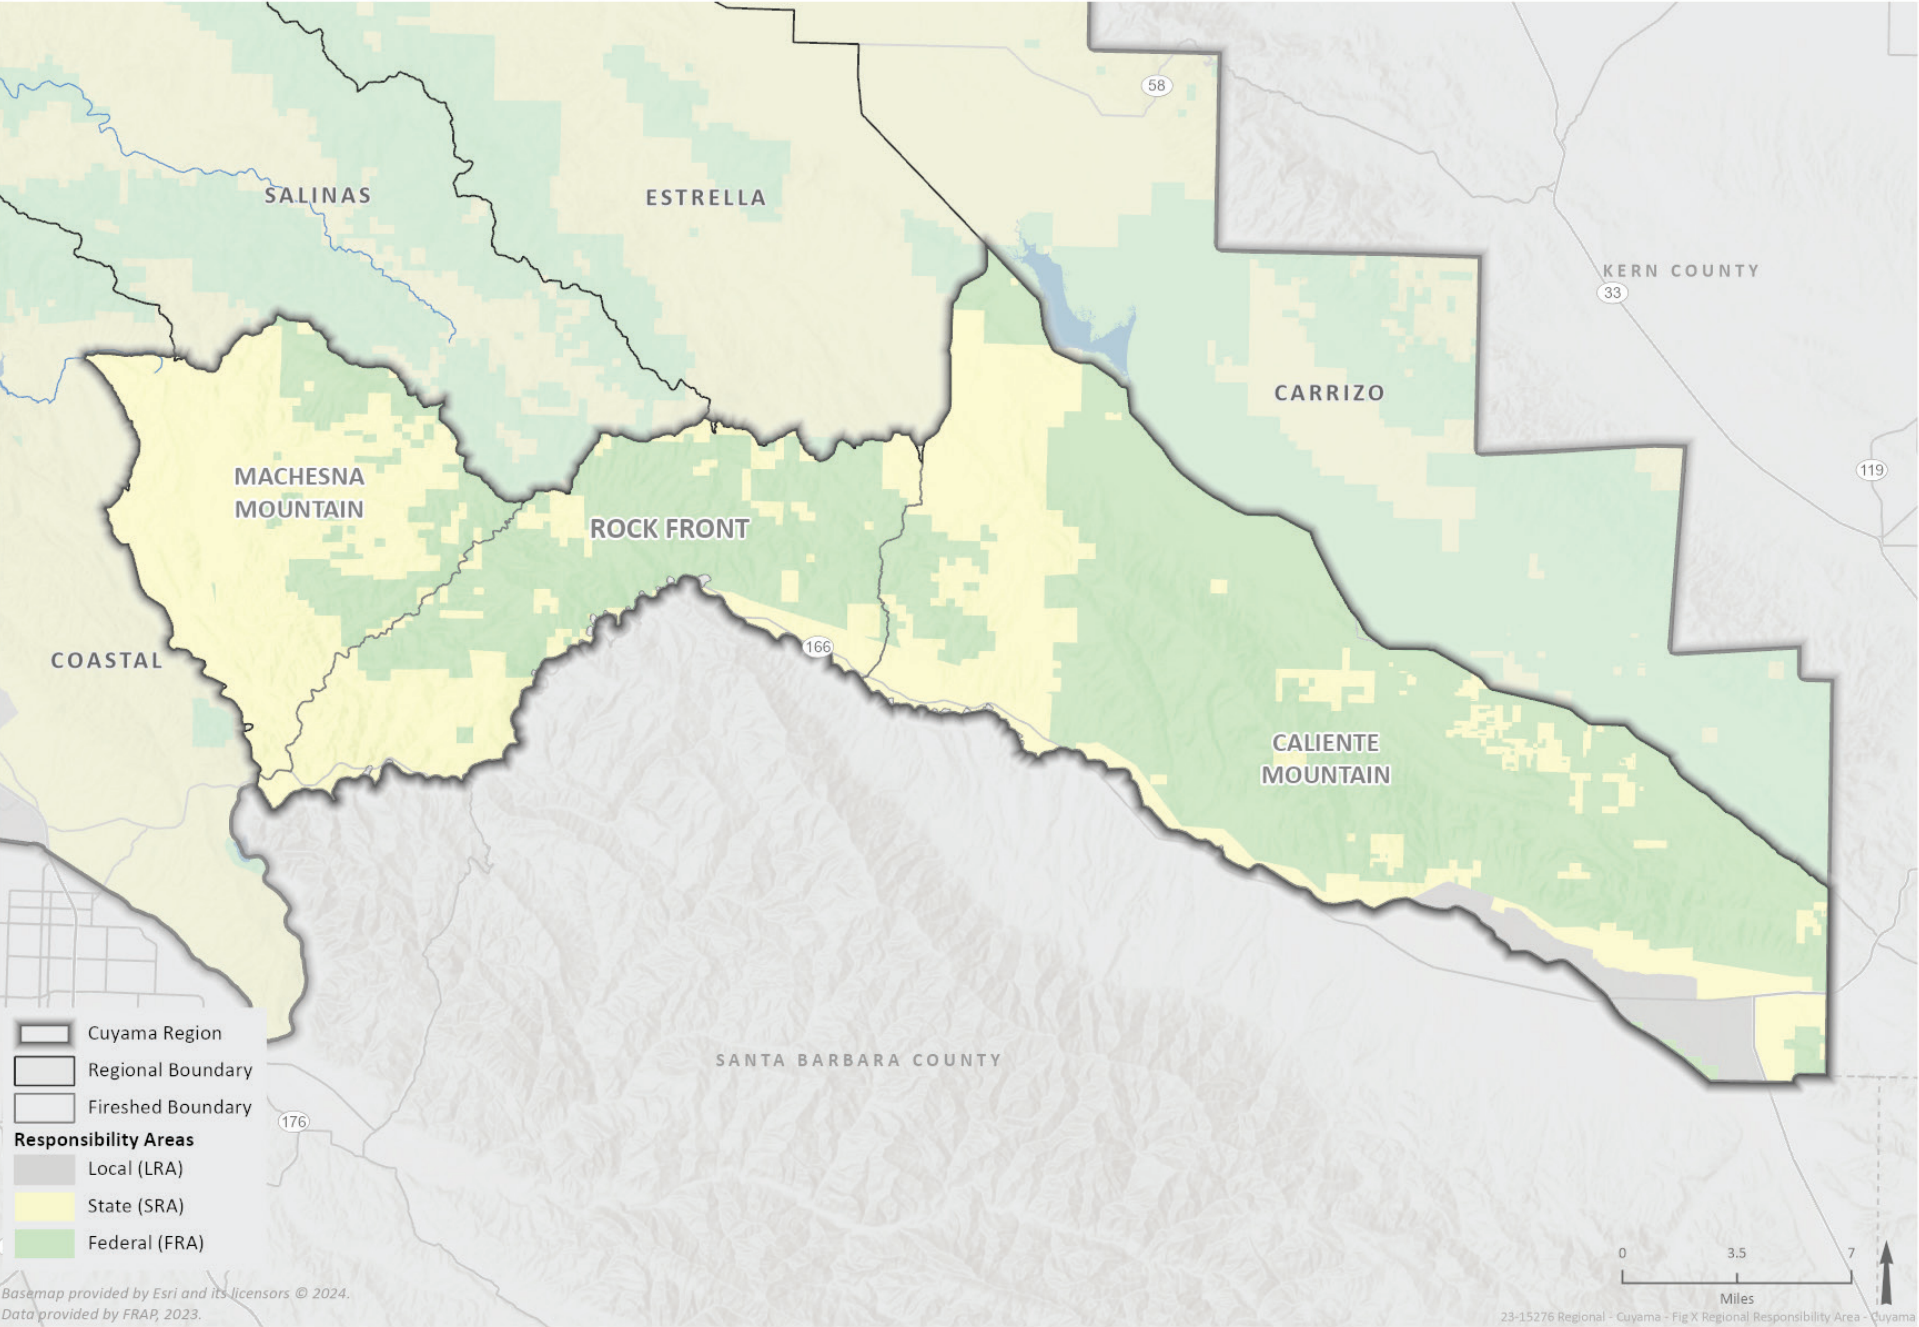 58
SALINAS
ESTRELLA
KERN COUNTY
33
CARRIZO
119
MACHESNA
MOUNTAIN
ROCK FRONT
166
COASTAL
CALIENTE
MOUNTAIN
SANTA BARBARA COUNTY
176
Cuyama Region
Regional Boundary
Fireshed Boundary
Responsibility Areas
Local (LRA)
State (SRA)
Federal (FRA)
0 3.5 7
Miles
Basemap provided by Esri and its licensors © 2024.
Data provided by FRAP, 2023.
23-15276 Regional - Cuyama - Fig X Regional Responsibility Area - Cuyama